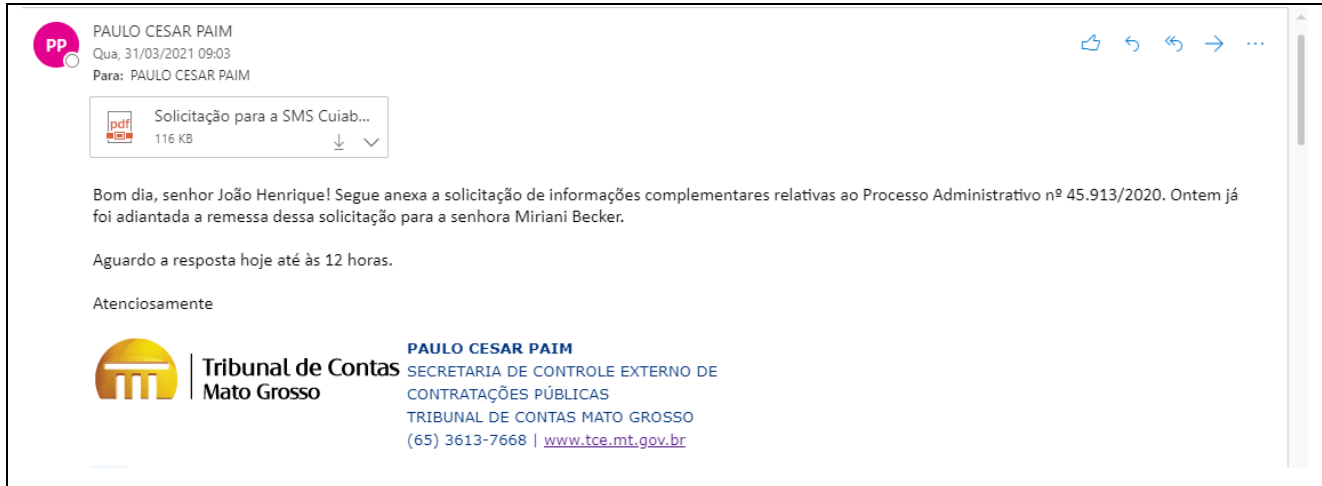 PP
PAULO CESAR PAIM
Qua, 31/03/2021 09:03
Para: PAULO CESAR PAIM
pdf
Solicitação para a SMS Cuiab...
116 KB
Bom dia, senhor João Henrique! Segue anexa a solicitação de informações complementares relativas ao Processo Administrativo nº 45.913/2020. Ontem já
foi adiantada a remessa dessa solicitação para a senhora Miriani Becker.
Aguardo a resposta hoje até às 12 horas.
Atenciosamente
Tribunal de Contas
Mato Grosso
PAULO CESAR PAIM
SECRETARIA DE CONTROLE EXTERNO DE
CONTRATAÇÕES PÚBLICAS
TRIBUNAL DE CONTAS MATO GROSSO
(65) 3613-7668 | www.tce.mt.gov.br